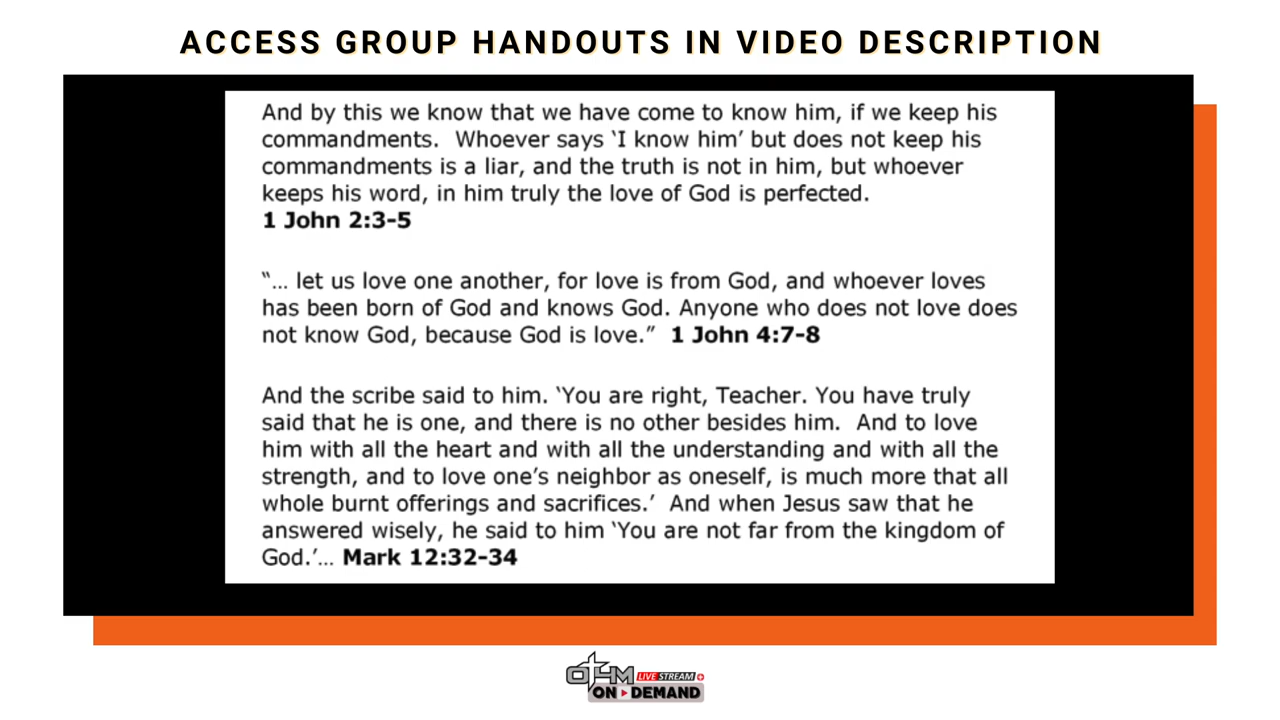 ACCESS GROUP HANDOUTS IN VIDEO DESCRIPTION
And by this we know that we have come to know him, if we keep his
commandments.  Whoever says ‘I know him’ but does not keep his
commandments is a liar, and the truth is not in him, but whoever
keeps his word, in him truly the love of God is perfected.
1 John 2:3-5
“… let us love one another, for love is from God, and whoever loves
has been born of God and knows God. Anyone who does not love does
not know God, because God is love.”  1 John 4:7-8
And the scribe said to him. ‘You are right, Teacher. You have truly
said that he is one, and there is no other besides him.  And to love
him with all the heart and with all the understanding and with all the
strength, and to love one’s neighbor as oneself, is much more that all
whole burnt offerings and sacrifices.’  And when Jesus saw that he
answered wisely, he said to him ‘You are not far from the kingdom of
God.’… Mark 12:32-34
LIVE STREAM
ON DEMAND